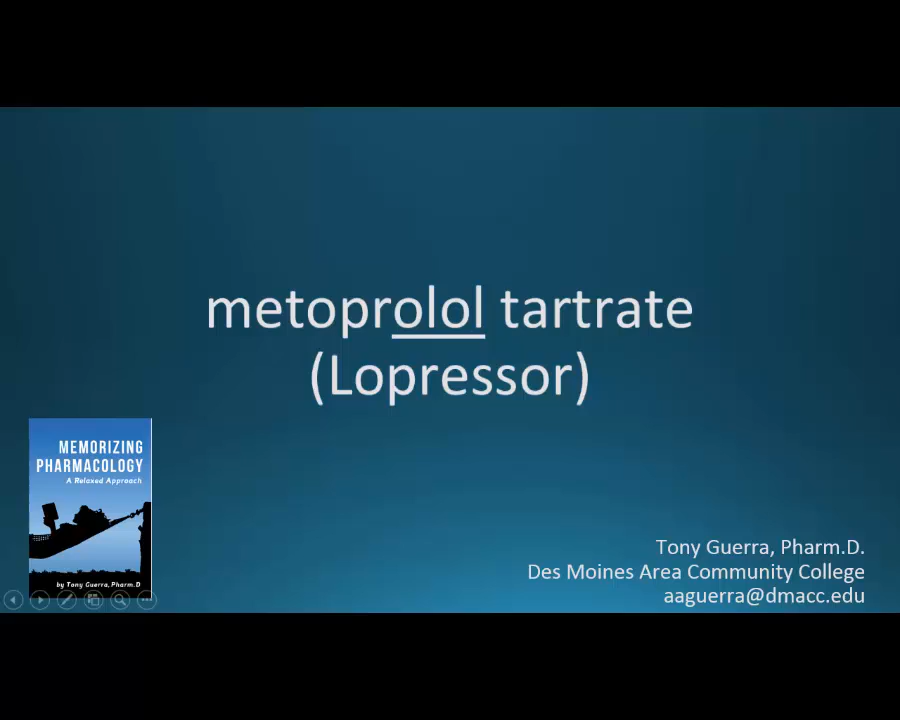 metoprolol tartrate
(Lopressor)
MEMORIZING
PHARMACOLOGY
A Relaxed Approach
by Tony Guerra, Pharm.D
Tony Guerra, Pharm.D.
Des Moines Area Community College
aaguerra@dmacc.edu